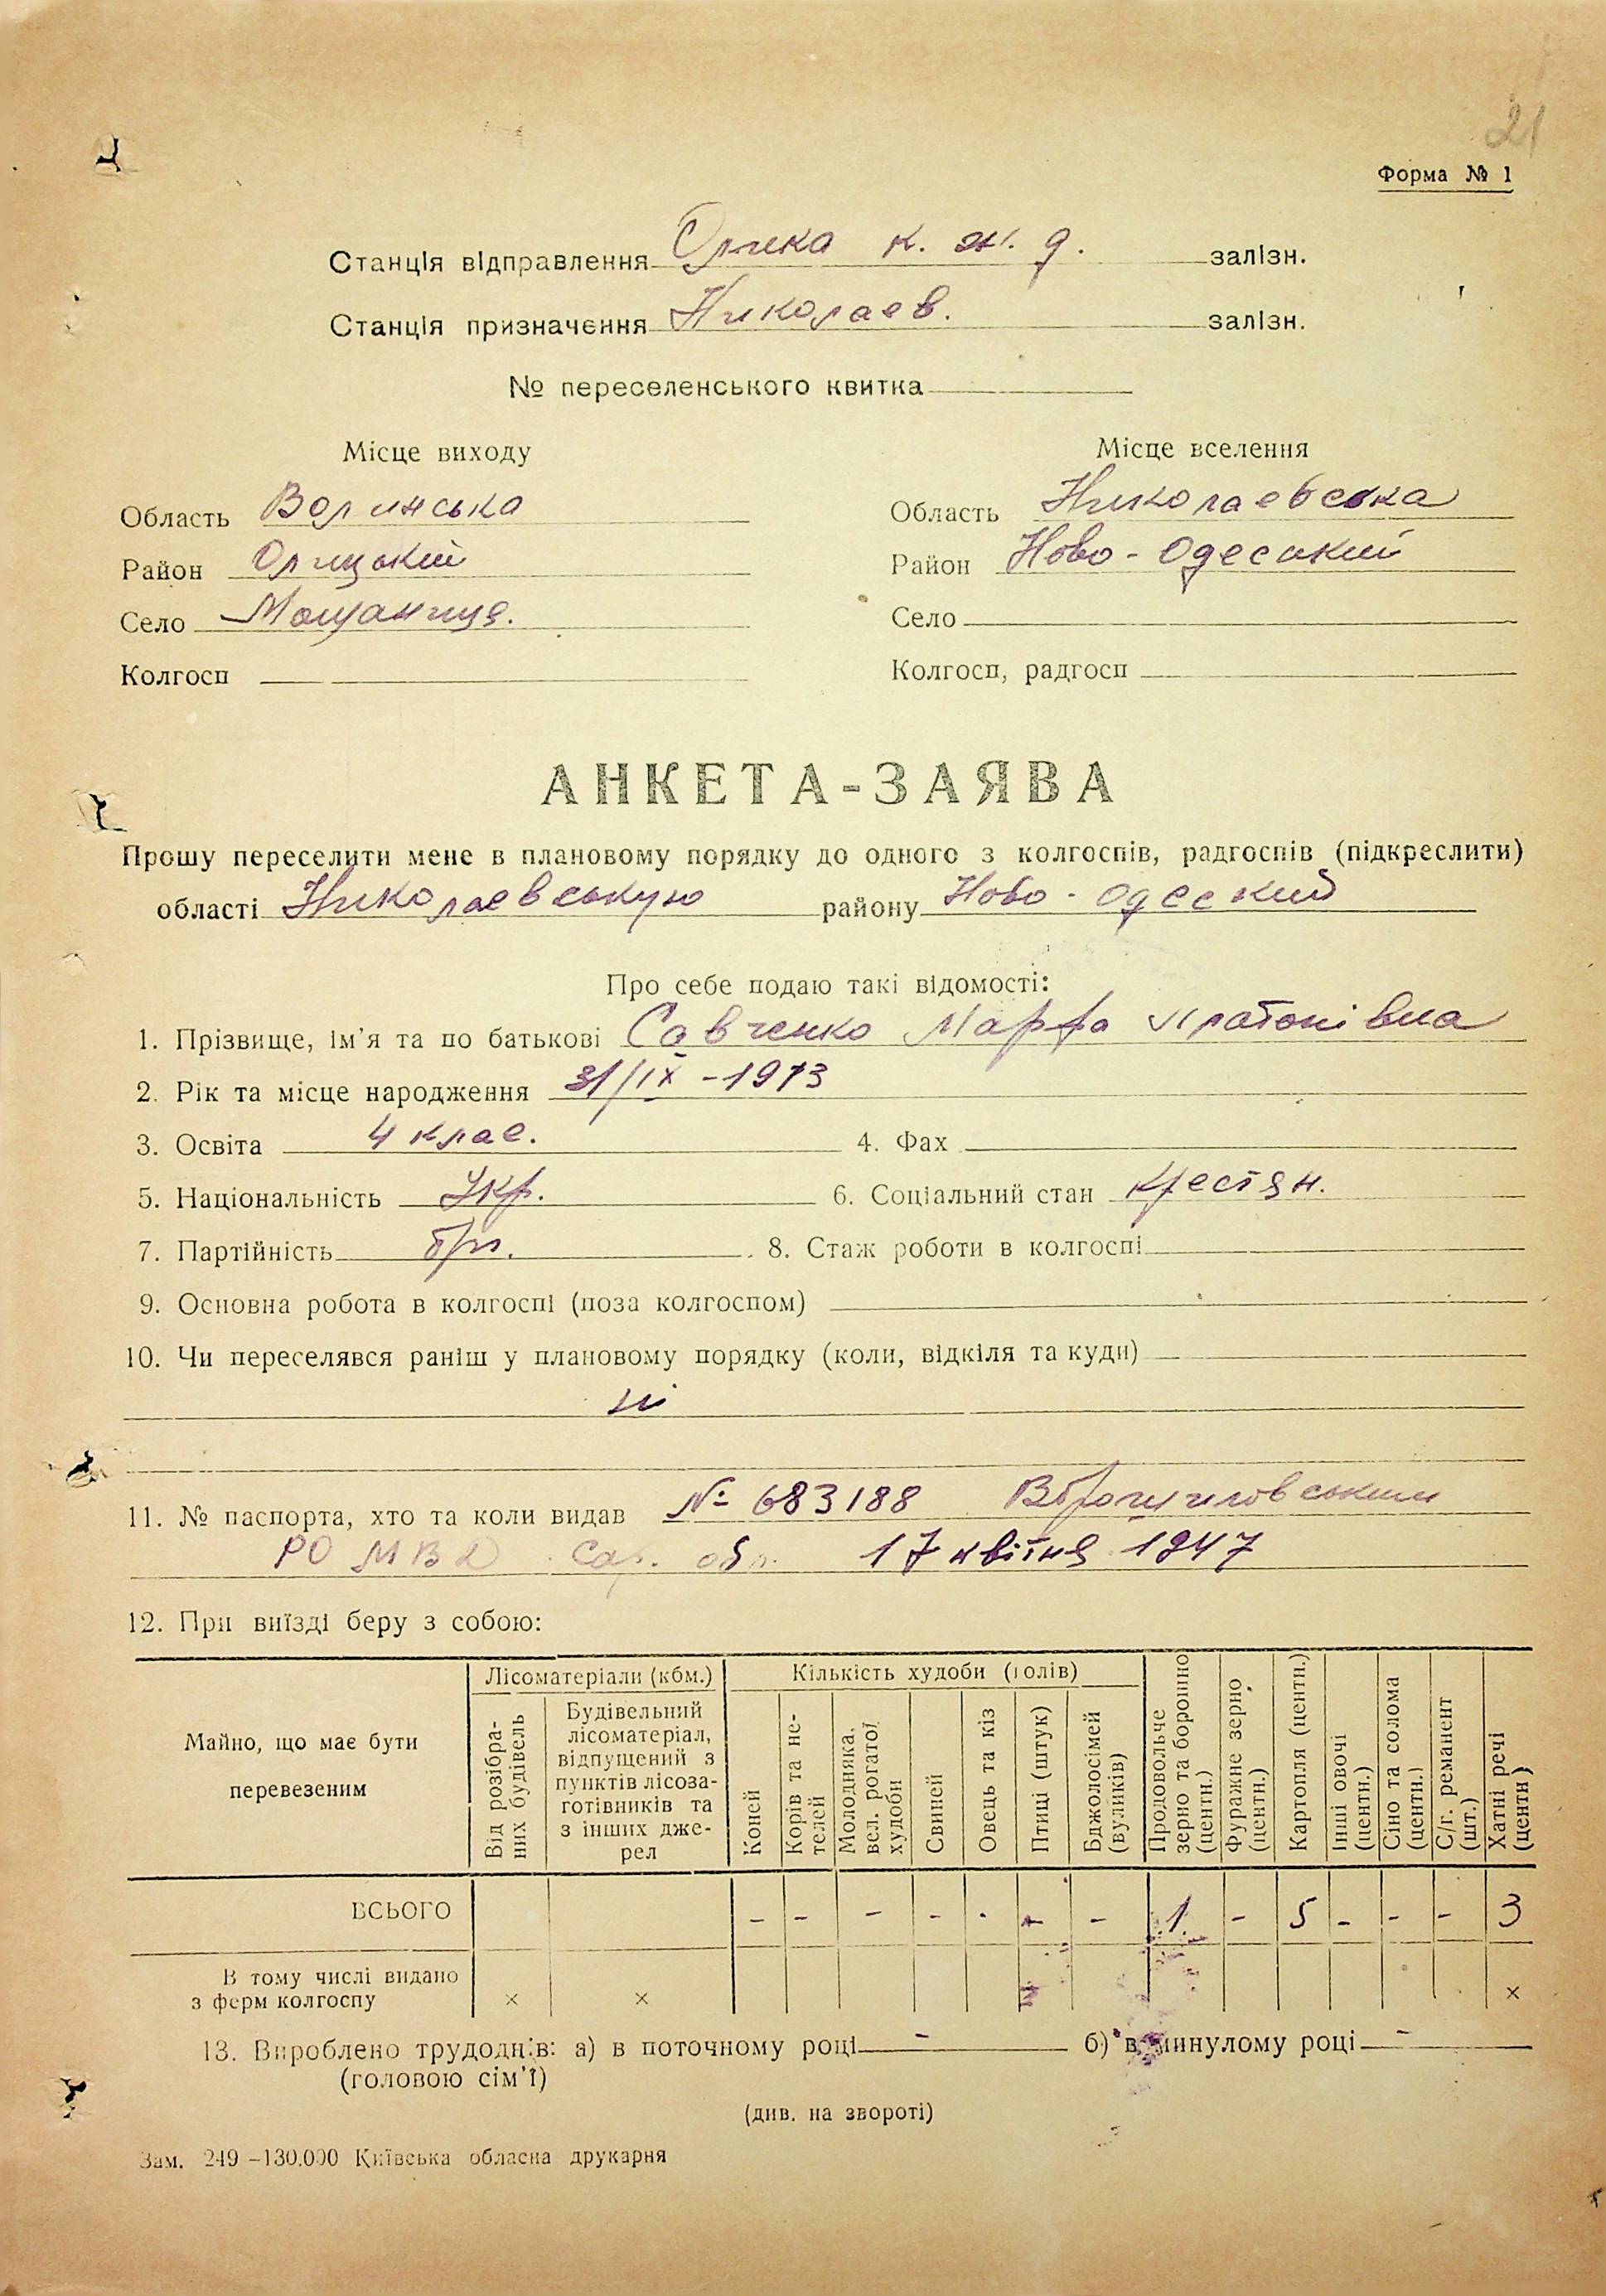 21
Форма № 1
Станція відправлення Олика к. ж. д. залізн.
Станція призначення Николаев. залізн.
№ переселенського квитка
Місце виходу
Місце вселення
Область Волинська
Область Николаевська
Район Олицький
Район Ново-Одеський
Село Мощаниця.
Село
Колгосп
Колгосп, радгосп
АНКЕТА-ЗАЯВА
Прошу переселити мене в плановому порядку до одного з колгоспів, радгоспів (підкреслити)
області Николаевською району Ново-Одеский
Про себе подаю такі відомості:
1. Прізвище, ім'я та по батькові Савченко Марфа Платонівна
2. Рік та місце народження 31/IX - 1913
3. Освіта 4 клас. 4. Фах
5. Національність Укр. 6. Соціальний стан крестян.
7. Партійність б/п. 8. Стаж роботи в колгоспі
9. Основна робота в колгоспі (поза колгоспом)
10. Чи переселявся раніш у плановому порядку (коли, відкіля та куди)
ні
11. № паспорта, хто та коли видав № 683188
РО МВД Сар. обл. 17 квітня 1947
12. При виїзді беру з собою:
Майно, що має бути перевезеним
Лісоматеріали (кбм.)
Від розібраних будівель
Будівельний лісоматеріал, відпущений з пунктів лісозаготівників та з інших джерел
Кількість худоби (голів)
Коней
Корів та нетелей
Молодняка, вел. рогатої худоби
Свиней
Овець та кіз
Птиці (штук)
Бджолосімей (вуликів)
Продовольче зерно та борошно (центн.)
Фуражне зерно (центн.)
Картопля (центн.)
Інші овочі (центн.)
Сіно та солома (центн.)
С/г. реманент (шт.)
Хатні речі (центн)
ВСЬОГО - - - - - - - 1 - 5 - - - 3
В тому числі видано з ферм колгоспу × × ×
13. Вироблено трудоднів: а) в поточному році - б) в минулому році -
(головою сім'ї)
(див. на звороті)
Зам. 249 -130.000 Київська обласна друкарня